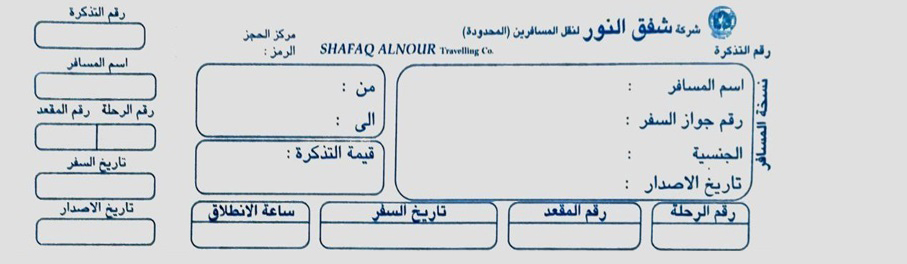 شركة شفق النور لنقل المسافرين (المحدودة)
SHAFAQ ALNOUR Travelling Co.
مركز الحجز
الرمز :
رقم التذكرة
نسخة المسافر
اسم المسافر :
رقم جواز السفر :
الجنسية :
تاريخ الاصدار :
من :
الى :
قيمة التذكرة :
رقم الرحلة رقم المقعد تاريخ السفر ساعة الانطلاق
رقم التذكرة
اسم المسافر
رقم الرحلة رقم المقعد
تاريخ السفر
تاريخ الاصدار